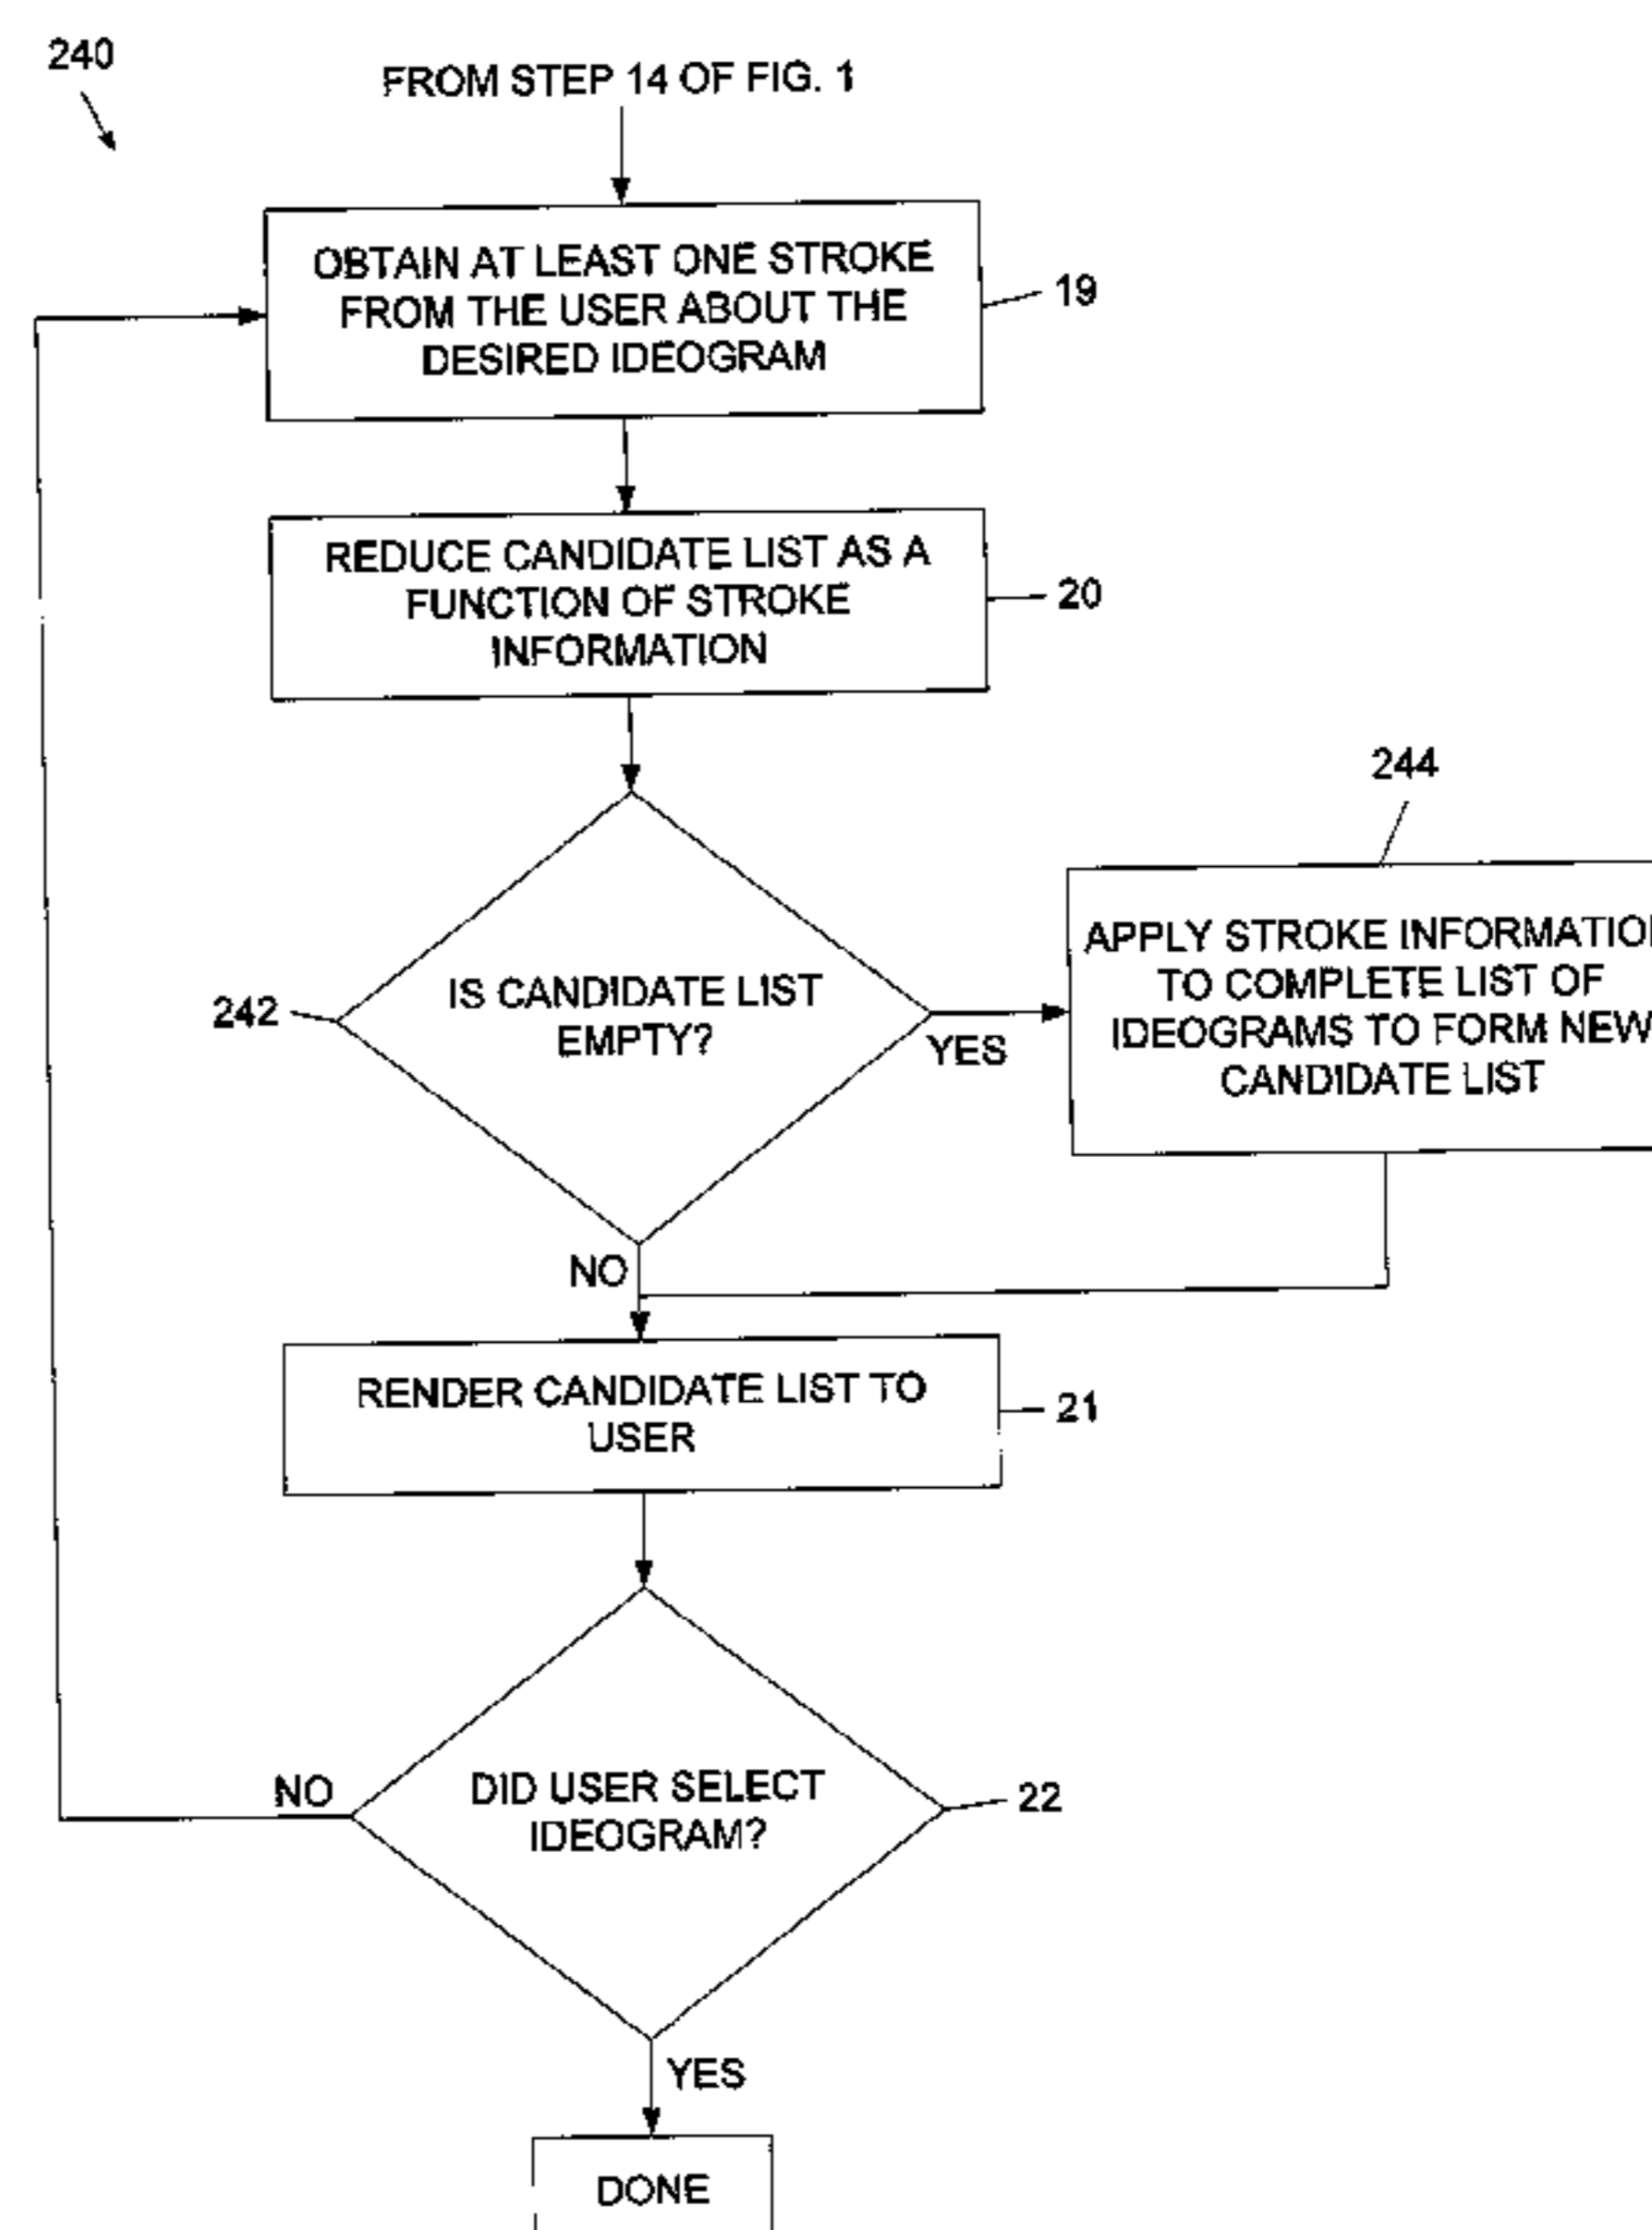 240
FROM STEP 14 OF FIG. 1
OBTAIN AT LEAST ONE STROKE
FROM THE USER ABOUT THE
DESIRED IDEOGRAM
19
REDUCE CANDIDATE LIST AS A
FUNCTION OF STROKE
INFORMATION
20
244
APPLY STROKE INFORMATIO
TO COMPLETE LIST OF
IDEOGRAMS TO FORM NEW
CANDIDATE LIST
242
IS CANDIDATE LIST
EMPTY?
YES
NO
RENDER CANDIDATE LIST TO
USER
21
NO
DID USER SELECT
IDEOGRAM?
22
YES
DONE